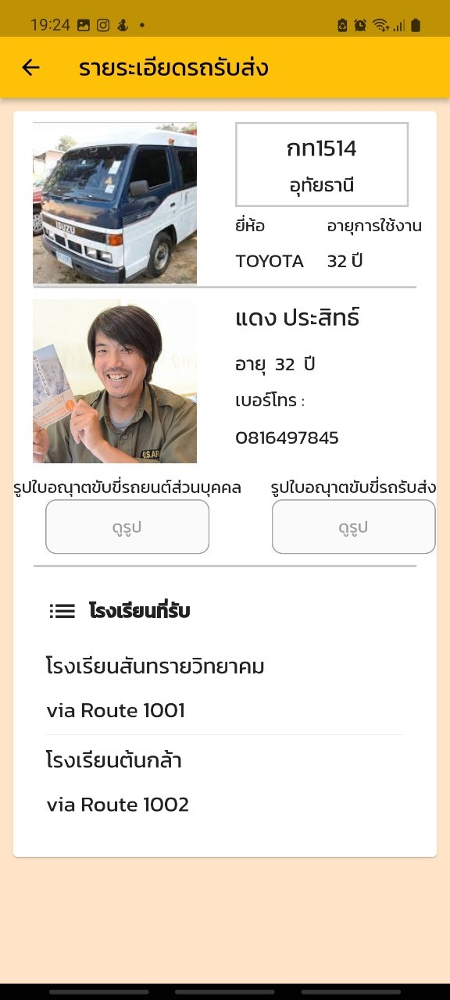 19:24
รายระเอียดรถรับส่ง
ISUZU
กท1514
อุทัยธานี
ยี่ห้อ อายุการใช้งาน
TOYOTA 32 ปี
แดง ประสิทธ์
อายุ 32 ปี
เบอร์โทร :
0816497845
U.S.AR
รูปใบอณุาตขับขี่รถยนต์ส่วนบุคคล รูปใบอณุาตขับขี่รถรับส่ง
ดูรูป ดูรูป
โรงเรียนที่รับ
โรงเรียนสันทรายวิทยาคม
via Route 1001
โรงเรียนต้นกล้า
via Route 1002